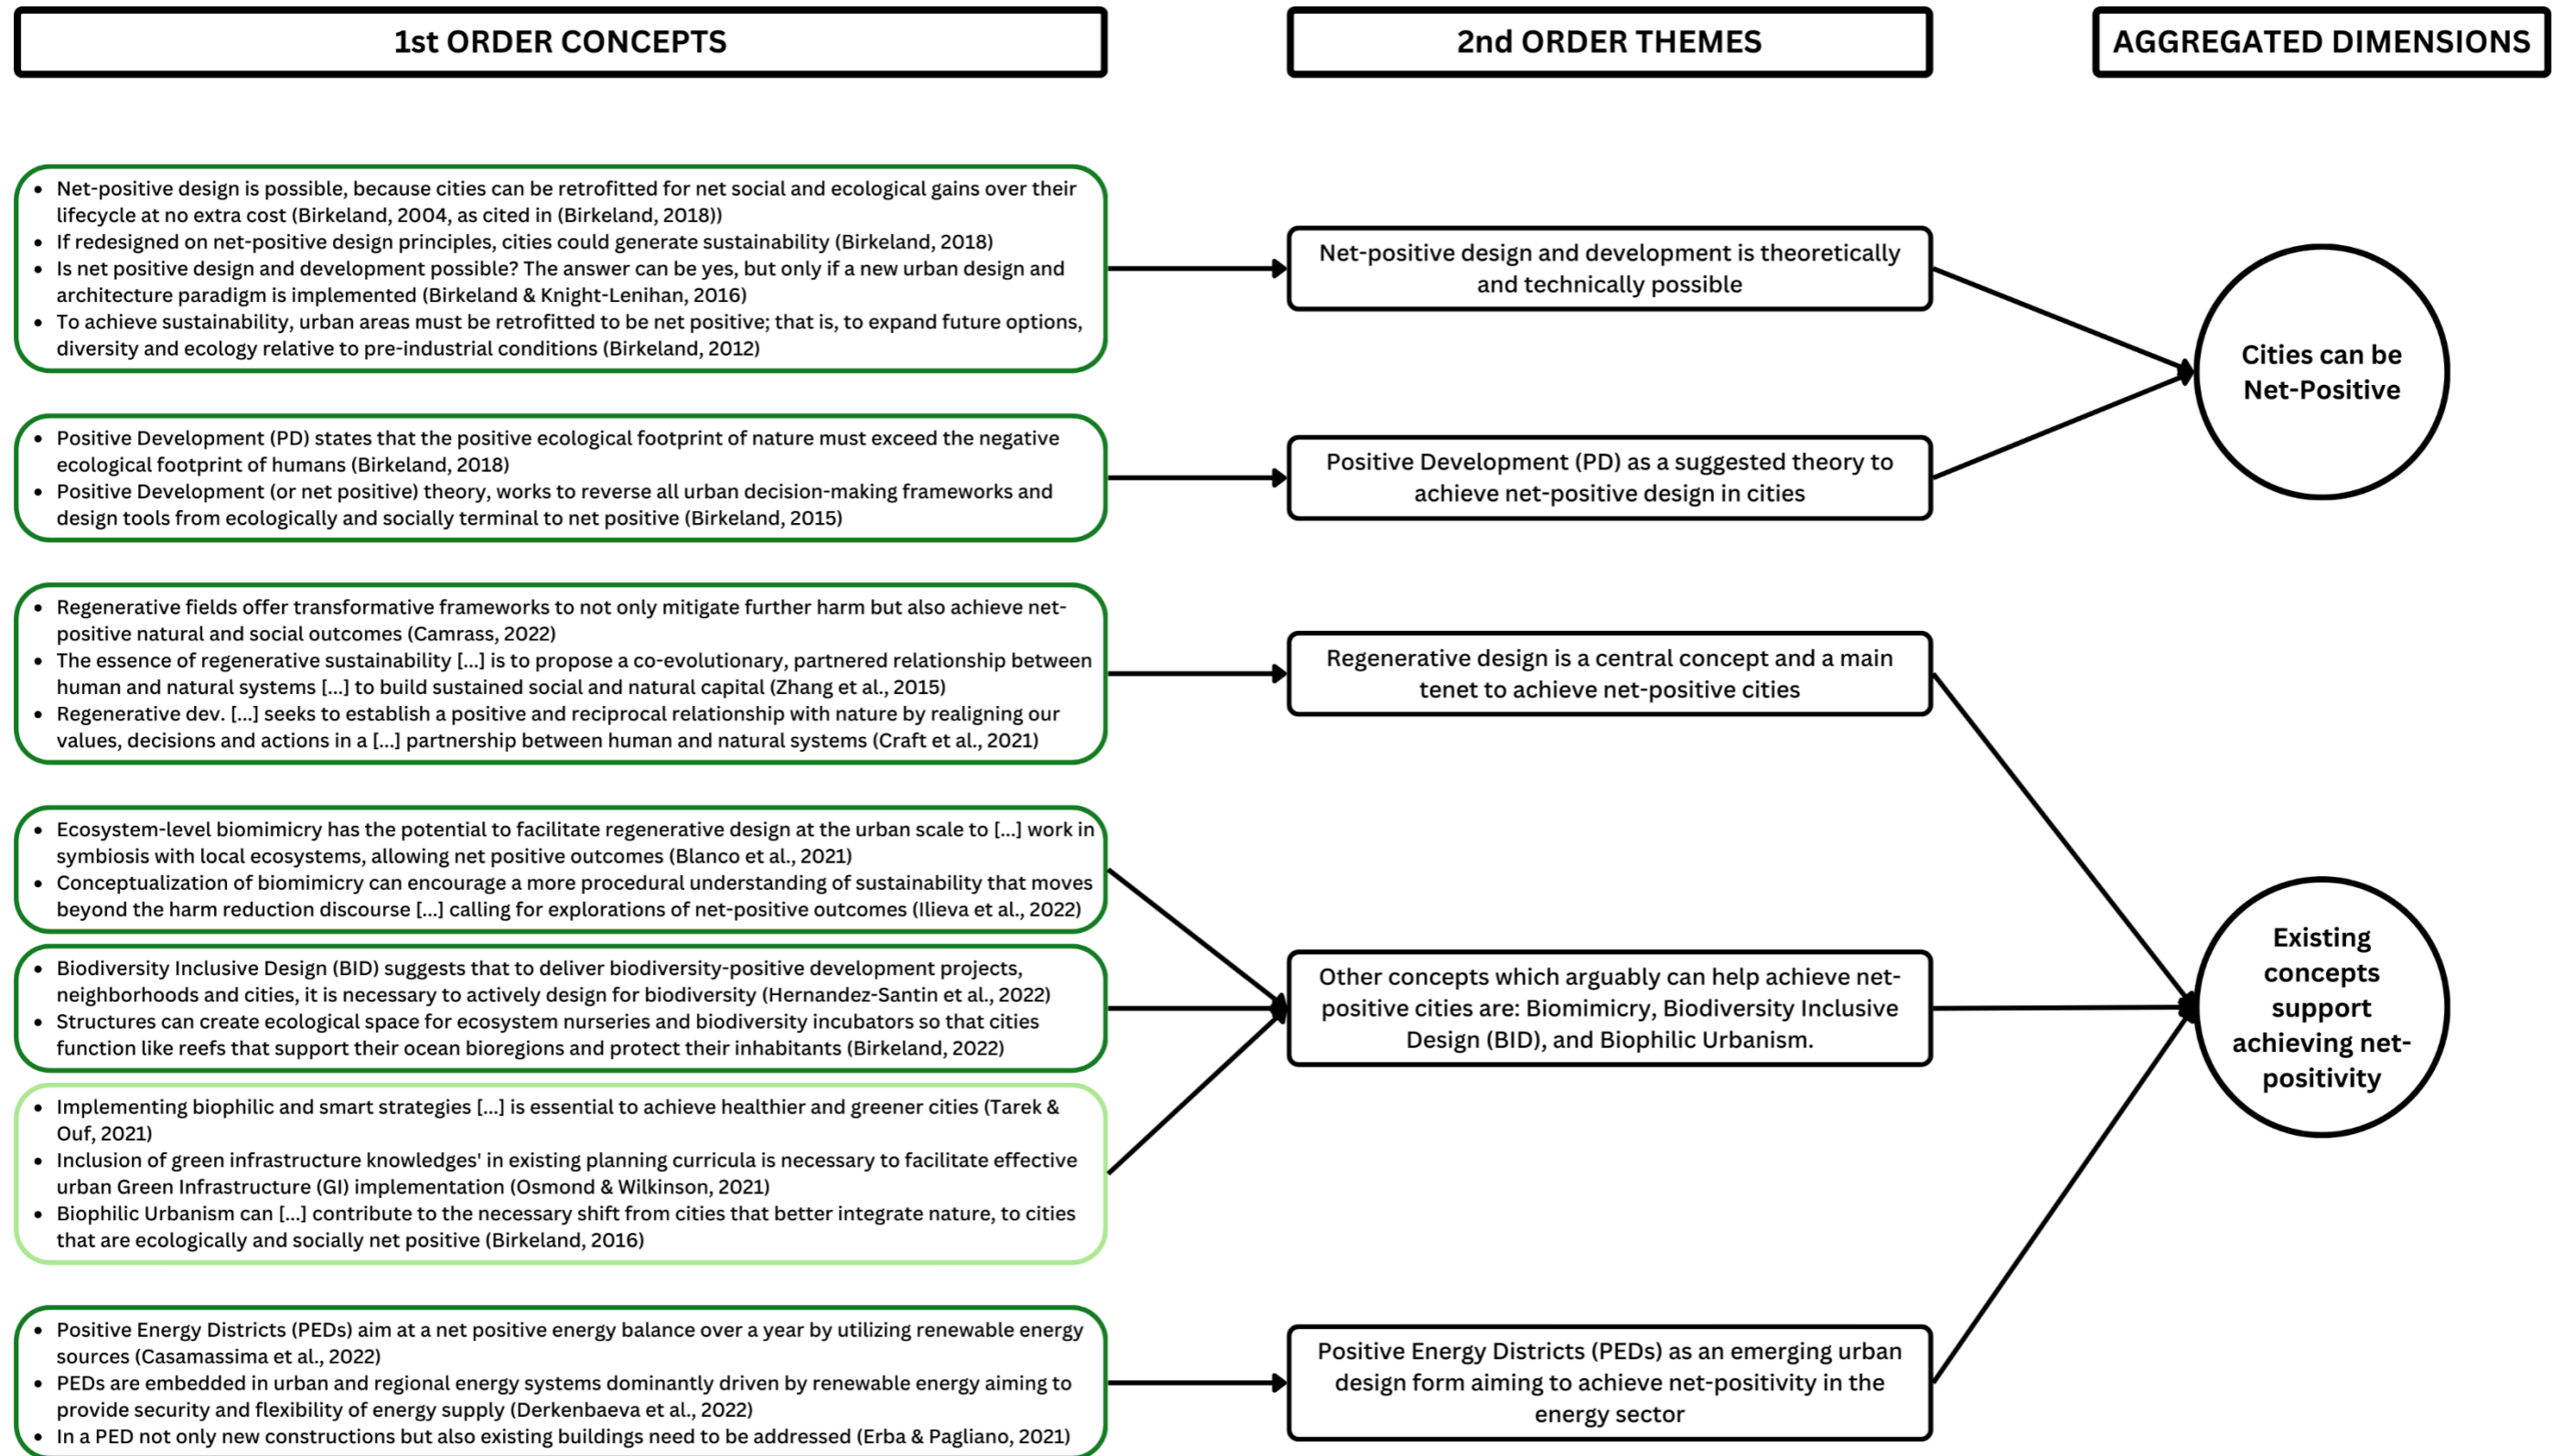 1st ORDER CONCEPTS
2nd ORDER THEMES
AGGREGATED DIMENSIONS
• Net-positive design is possible, because cities can be retrofitted for net social and ecological gains over their
lifecycle at no extra cost (Birkeland, 2004, as cited in (Birkeland, 2018))
• If redesigned on net-positive design principles, cities could generate sustainability (Birkeland, 2018)
• Is net positive design and development possible? The answer can be yes, but only if a new urban design and
architecture paradigm is implemented (Birkeland & Knight-Lenihan, 2016)
• To achieve sustainability, urban areas must be retrofitted to be net positive; that is, to expand future options,
diversity and ecology relative to pre-industrial conditions (Birkeland, 2012)
Net-positive design and development is theoretically
and technically possible
Cities can be
Net-Positive
• Positive Development (PD) states that the positive ecological footprint of nature must exceed the negative
ecological footprint of humans (Birkeland, 2018)
• Positive Development (or net positive) theory, works to reverse all urban decision-making frameworks and
design tools from ecologically and socially terminal to net positive (Birkeland, 2015)
Positive Development (PD) as a suggested theory to
achieve net-positive design in cities
• Regenerative fields offer transformative frameworks to not only mitigate further harm but also achieve net-
positive natural and social outcomes (Camrass, 2022)
• The essence of regenerative sustainability [...] is to propose a co-evolutionary, partnered relationship between
human and natural systems [...] to build sustained social and natural capital (Zhang et al., 2015)
• Regenerative dev. [...] seeks to establish a positive and reciprocal relationship with nature by realigning our
values, decisions and actions in a [...] partnership between human and natural systems (Craft et al., 2021)
Regenerative design is a central concept and a main
tenet to achieve net-positive cities
• Ecosystem-level biomimicry has the potential to facilitate regenerative design at the urban scale to [...] work in
symbiosis with local ecosystems, allowing net positive outcomes (Blanco et al., 2021)
• Conceptualization of biomimicry can encourage a more procedural understanding of sustainability that moves
beyond the harm reduction discourse [...] calling for explorations of net-positive outcomes (Ilieva et al., 2022)
• Biodiversity Inclusive Design (BID) suggests that to deliver biodiversity-positive development projects,
neighborhoods and cities, it is necessary to actively design for biodiversity (Hernandez-Santin et al., 2022)
• Structures can create ecological space for ecosystem nurseries and biodiversity incubators so that cities
function like reefs that support their ocean bioregions and protect their inhabitants (Birkeland, 2022)
• Implementing biophilic and smart strategies [...] is essential to achieve healthier and greener cities (Tarek &
Ouf, 2021)
• Inclusion of green infrastructure knowledges' in existing planning curricula is necessary to facilitate effective
urban Green Infrastructure (GI) implementation (Osmond & Wilkinson, 2021)
• Biophilic Urbanism can [...] contribute to the necessary shift from cities that better integrate nature, to cities
that are ecologically and socially net positive (Birkeland, 2016)
Other concepts which arguably can help achieve net-
positive cities are: Biomimicry, Biodiversity Inclusive
Design (BID), and Biophilic Urbanism.
Existing
concepts
support
achieving net-
positivity
• Positive Energy Districts (PEDs) aim at a net positive energy balance over a year by utilizing renewable energy
sources (Casamassima et al., 2022)
• PEDs are embedded in urban and regional energy systems dominantly driven by renewable energy aiming to
provide security and flexibility of energy supply (Derkenbaeva et al., 2022)
• In a PED not only new constructions but also existing buildings need to be addressed (Erba & Pagliano, 2021)
Positive Energy Districts (PEDs) as an emerging urban
design form aiming to achieve net-positivity in the
energy sector